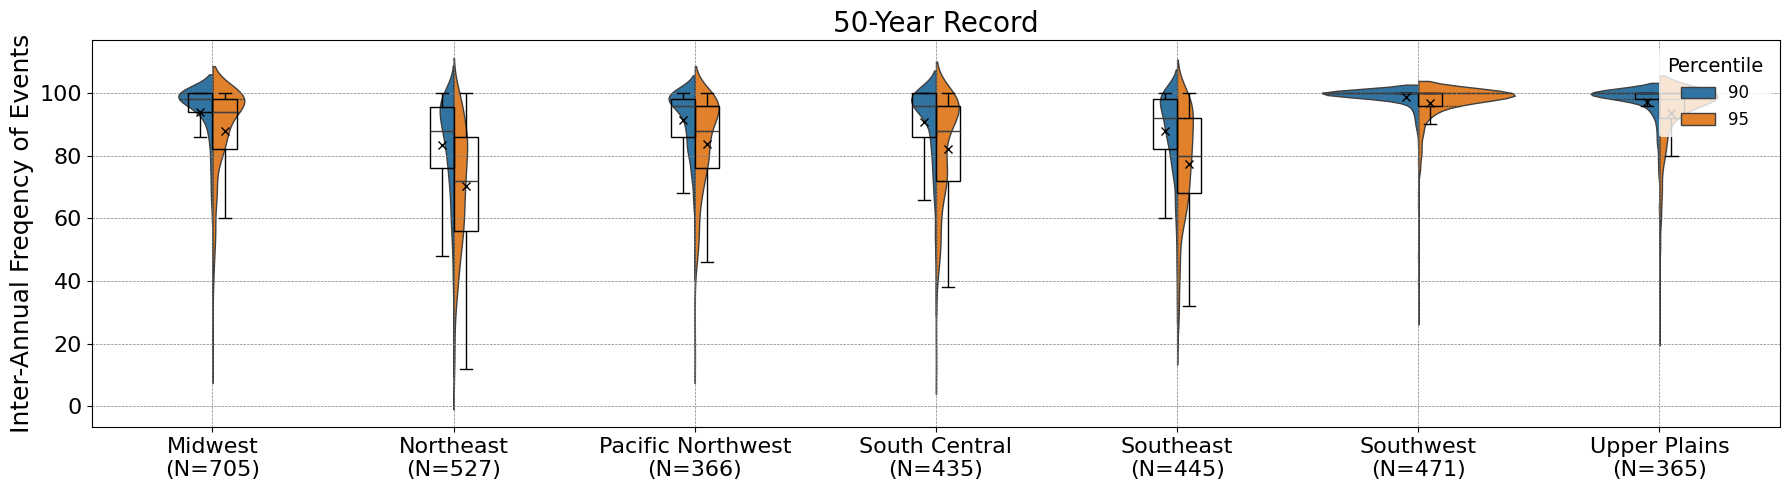 50-Year Record
Inter-Annual Freqency of Events
100
80
60
40
20
0
Percentile
90
95
Midwest
(N=705)
Northeast
(N=527)
Pacific Northwest
(N=366)
South Central
(N=435)
Southeast
(N=445)
Southwest
(N=471)
Upper Plains
(N=365)